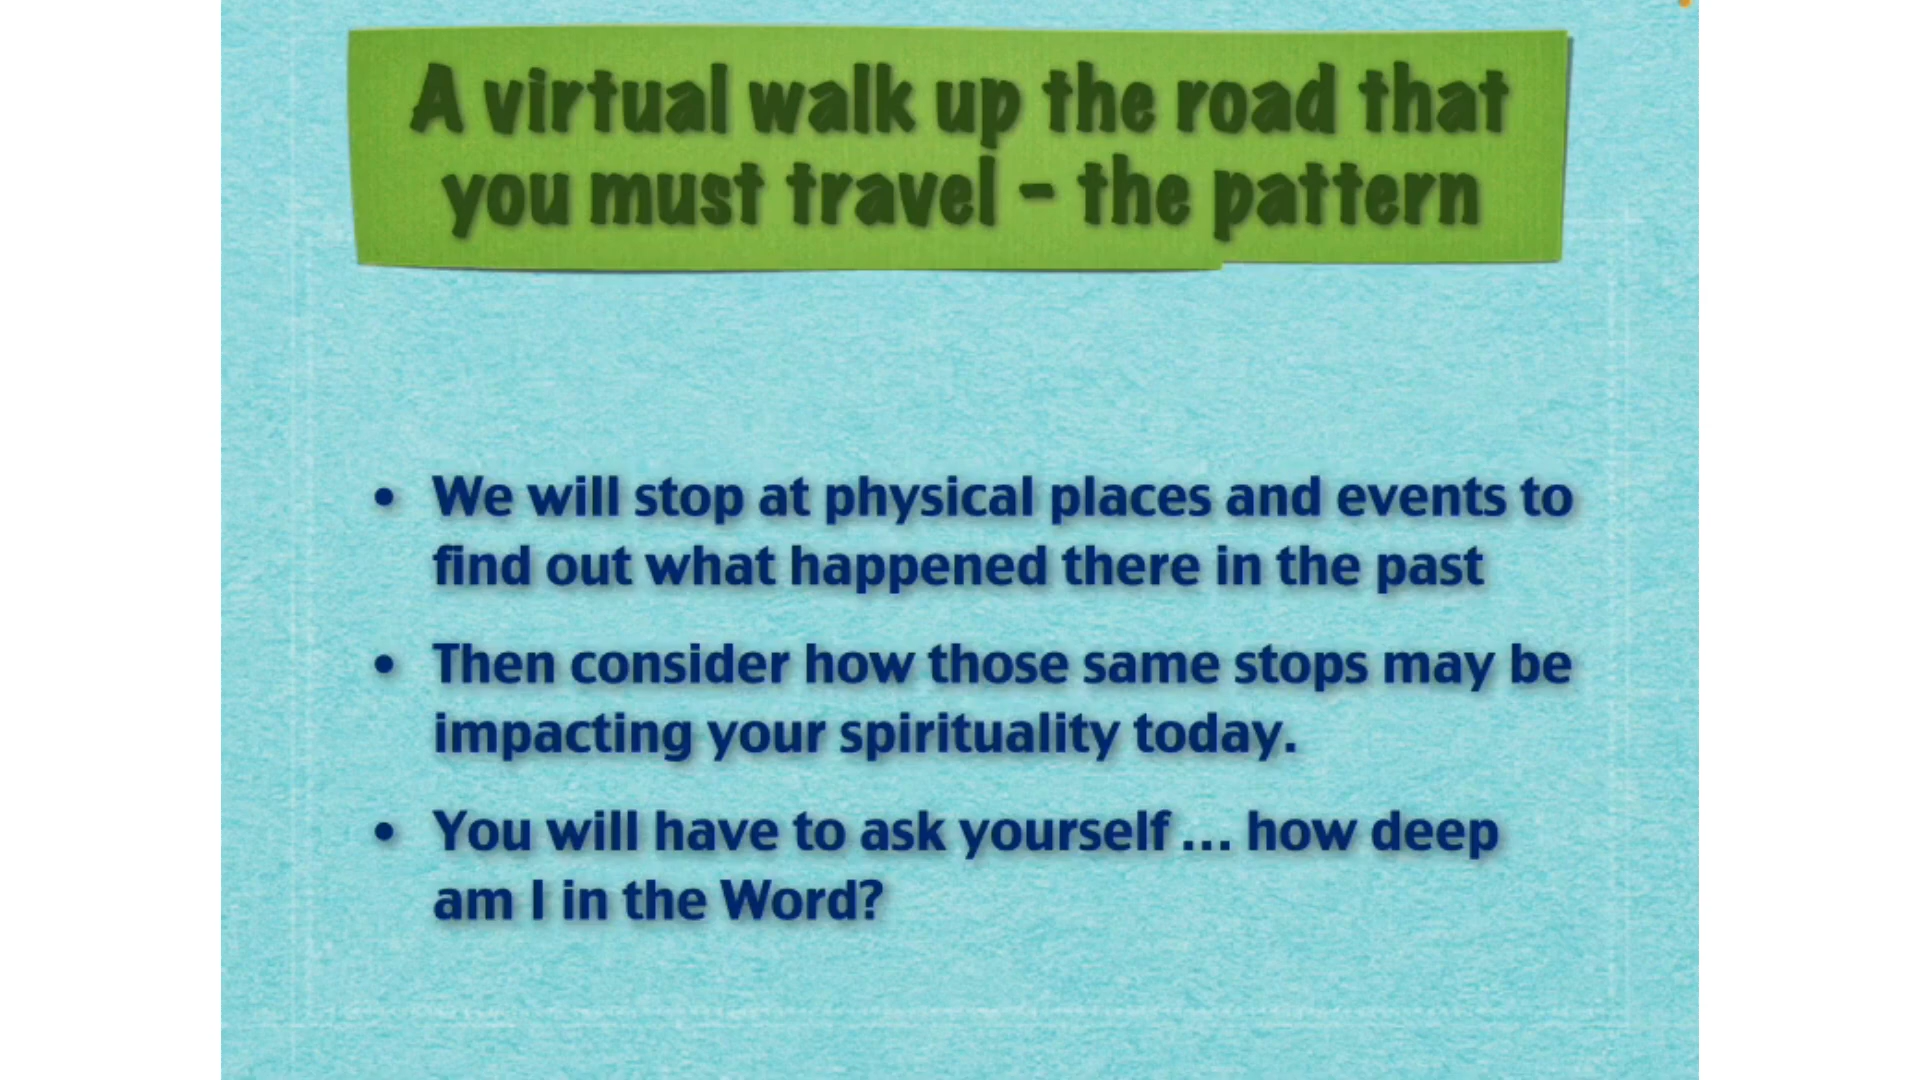 A virtual walk up the road that
you must travel - the pattern
• We will stop at physical places and events to
find out what happened there in the past
• Then consider how those same stops may be
impacting your spirituality today.
• You will have to ask yourself ... how deep
am I in the Word?